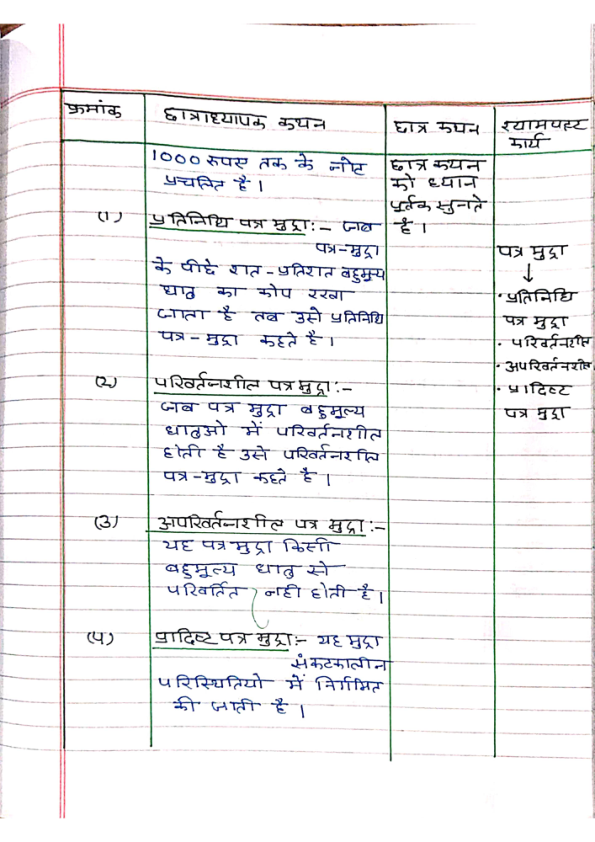 क्रमांक
छात्राध्यापक कथन
छात्र कथन
श्यामपट्ट
कार्य
1000 रुपए तक के नोट
प्रचलित है।
छात्र कथन
को ध्यान
पूर्तक सुनते
है।
(1) प्रतिनिधि पत्र मुद्रा:- जब
पत्र-मुद्रा
के पीछे शत-प्रतिशत बहुमूल्य
धातु का कोप रखा
जाता है तब उसे प्रतिनिधि
पत्र-मुद्रा कहते है।
(2) परिवर्तनशील पत्र मुद्रा:-
जब पत्र मुद्रा बहुमूल्य
धातुओ में परिवर्तनशील
होती है उसे परिवर्तनशील
पत्र-मुद्रा कहते है।
(3) अपरिवर्तनशील पत्र मुद्रा:-
यह पत्र मुद्रा किसी
बहुमूल्य धातु से
परिवर्तित नही होती है।
(4) प्रादिष्ट पत्र मुद्रा:- यह मुद्रा
संकटकालीन
परिस्थितियो में निर्गमित
की जाती है।
पत्र मुद्रा
↓
• प्रतिनिधि
पत्र मुद्रा
• परिवर्तनशील
• अपरिवर्तनशील
• प्रादिष्ट
पत्र मुद्रा